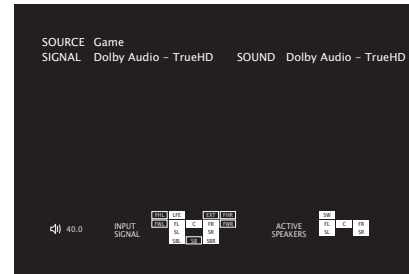 SOURCE Game
SIGNAL Dolby Audio – TrueHD SOUND Dolby Audio – TrueHD
FHL LFE EXT FHR SW
FWL FL C FR FWR FL C FR
SL SR SL SR
SBL SB SBR
40.0 INPUT SIGNAL ACTIVE SPEAKERS